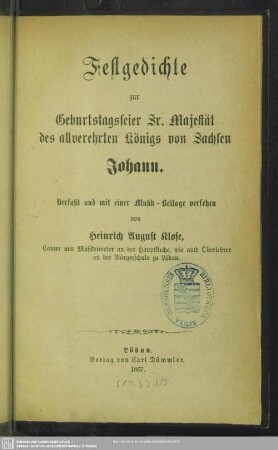 Festgedichte
zur
Geburtstagsfeier Sr. Majestät
des allverehrten Königs von Sachsen
Johann.
Verfaßt und mit einer Musik-Beilage versehen
von
Heinrich August Klose,
Cantor und Musikdirector an der Hauptkirche, wie auch Oberlehrer
an der Bürgerschule zu Löbau.
Löbau.
Verlag von Carl Dümmler.
1867.